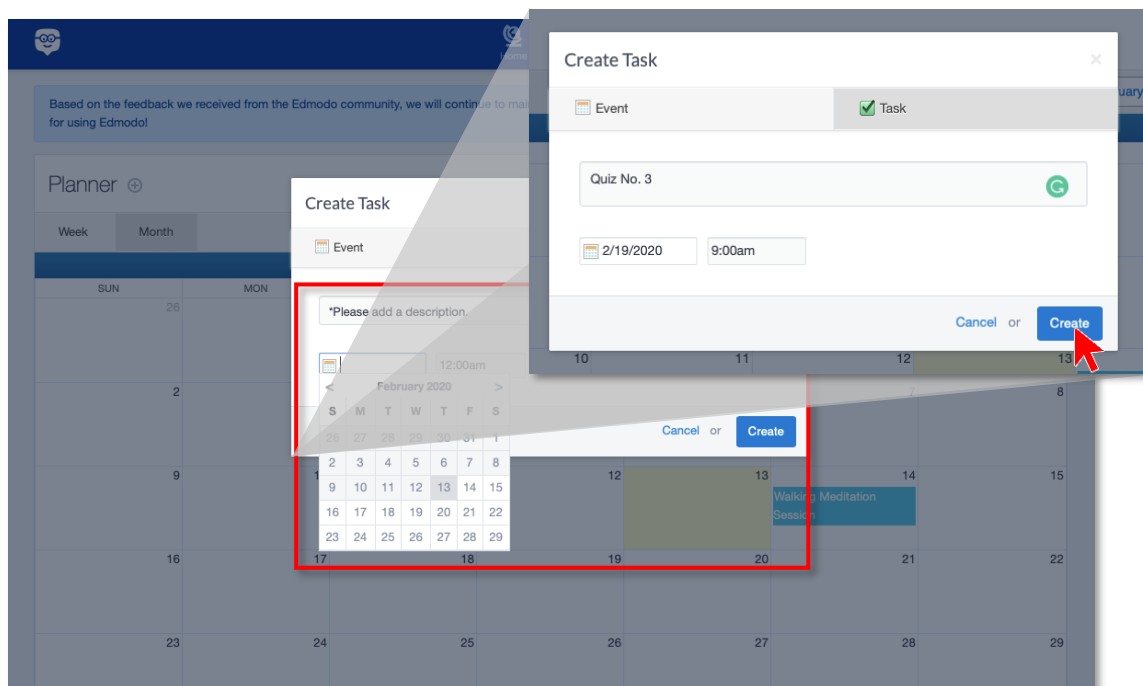 Home
Based on the feedback we received from the Edmodo community, we will continue to mai
for using Edmodo!
Planner
Week Month
SUN MON
26
2 7 8
9 12 13 14 15
Walking Meditation
Session
16 17 18 19 20 21 22
23 24 25 26 27 28 29
Create Task
Event
*Please add a description.
12:00am
< February 2020 >
S M T W T F S
26 27 28 29 30 31 1
2 3 4 5 6 7 8
9 10 11 12 13 14 15
16 17 18 19 20 21 22
23 24 25 26 27 28 29
Cancel or Create
Create Task ×
Event Task
Quiz No. 3
2/19/2020 9:00am
Cancel or Create
uary
10 11 12 13